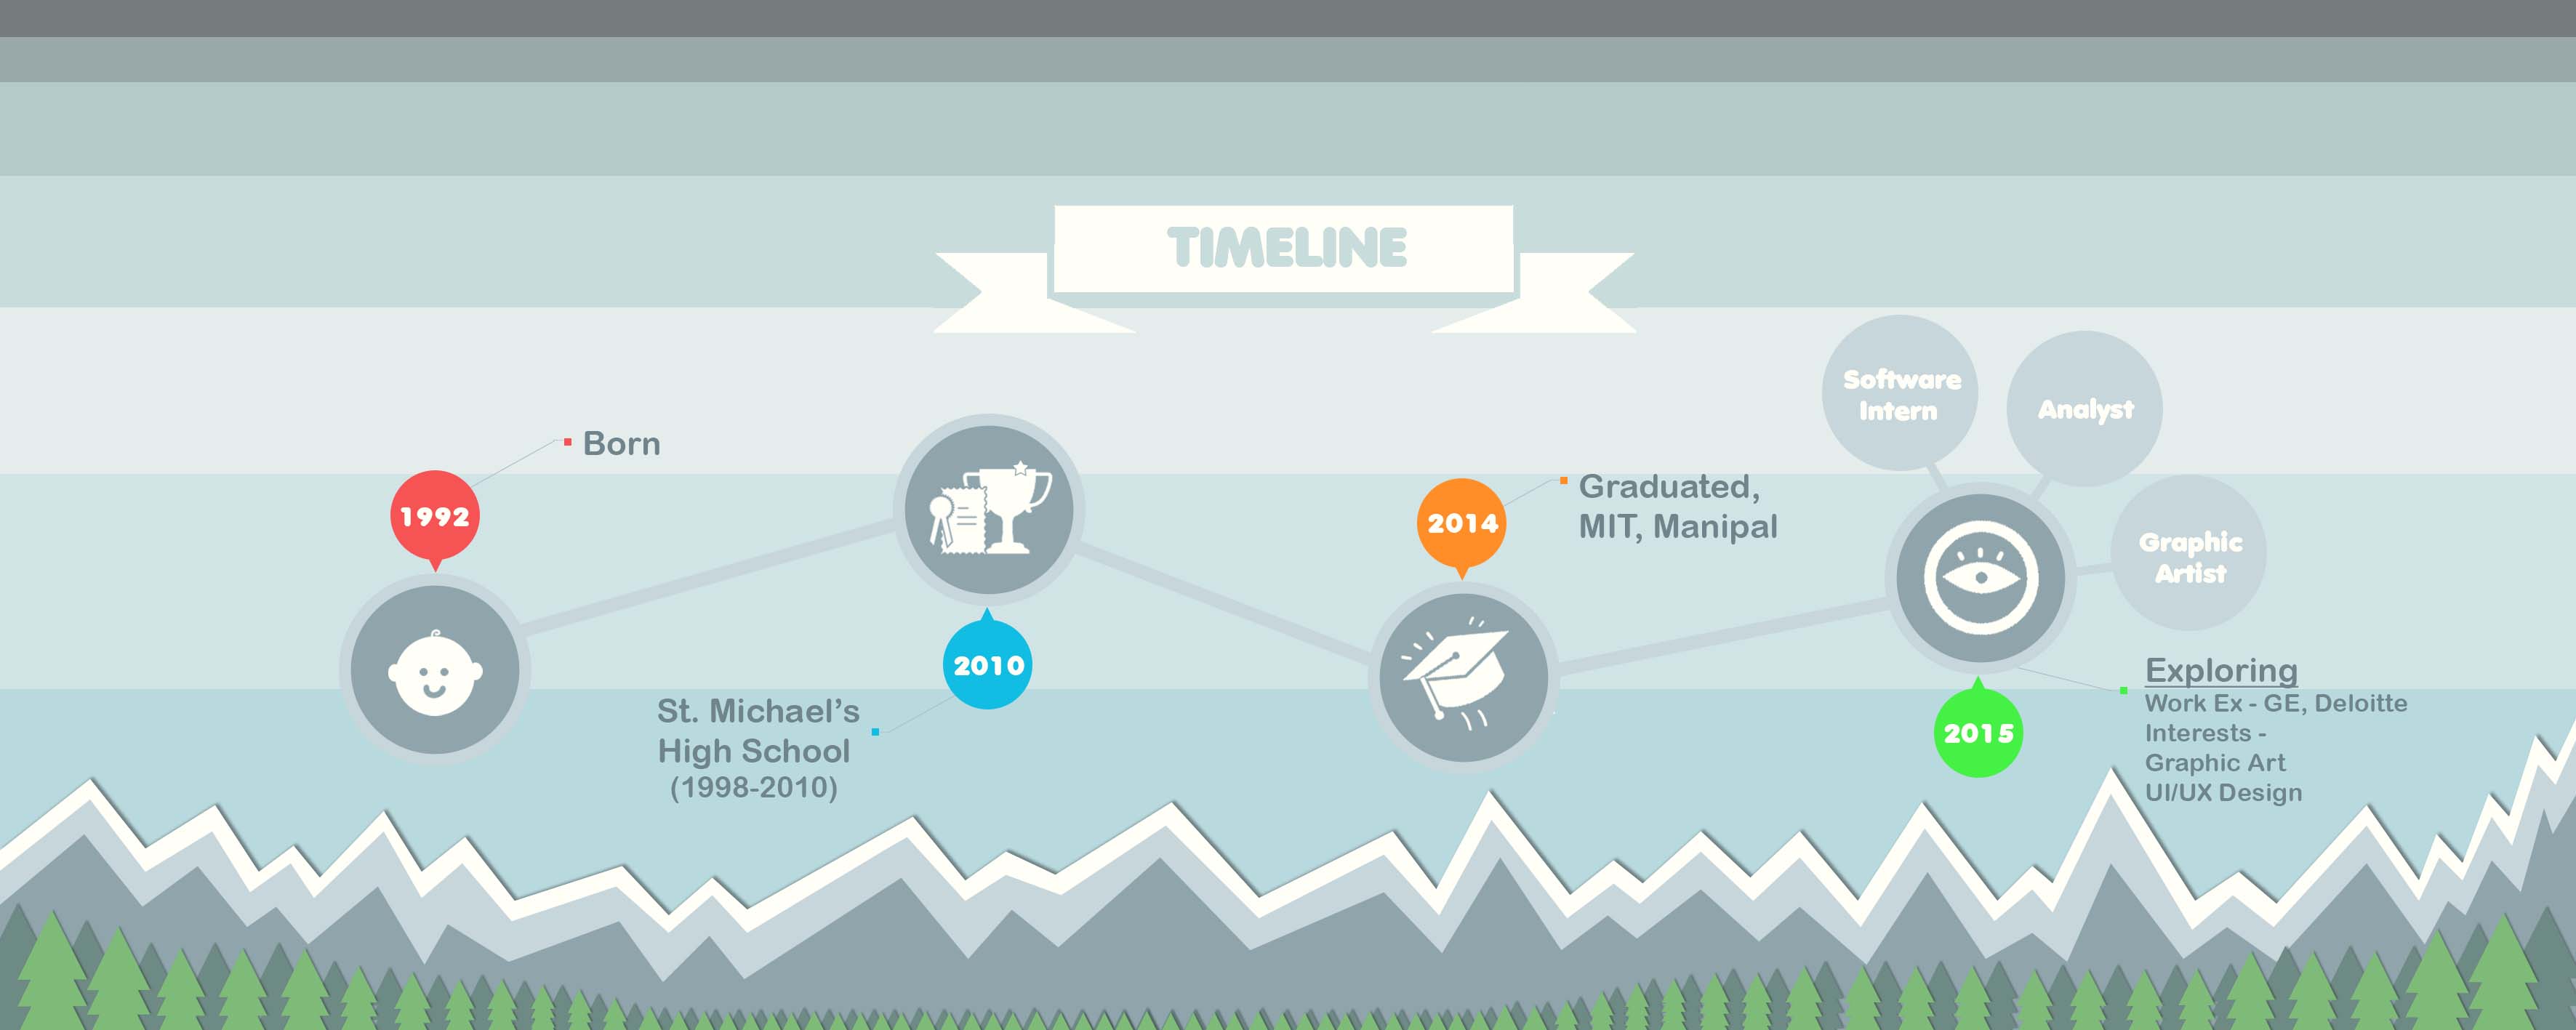 TIMELINE
1992
Born
2010
St. Michael's
High School
(1998-2010)
2014
Graduated,
MIT, Manipal
Software
Intern
Analyst
Graphic
Artist
2015
Exploring
Work Ex - GE, Deloitte
Interests -
Graphic Art
UI/UX Design